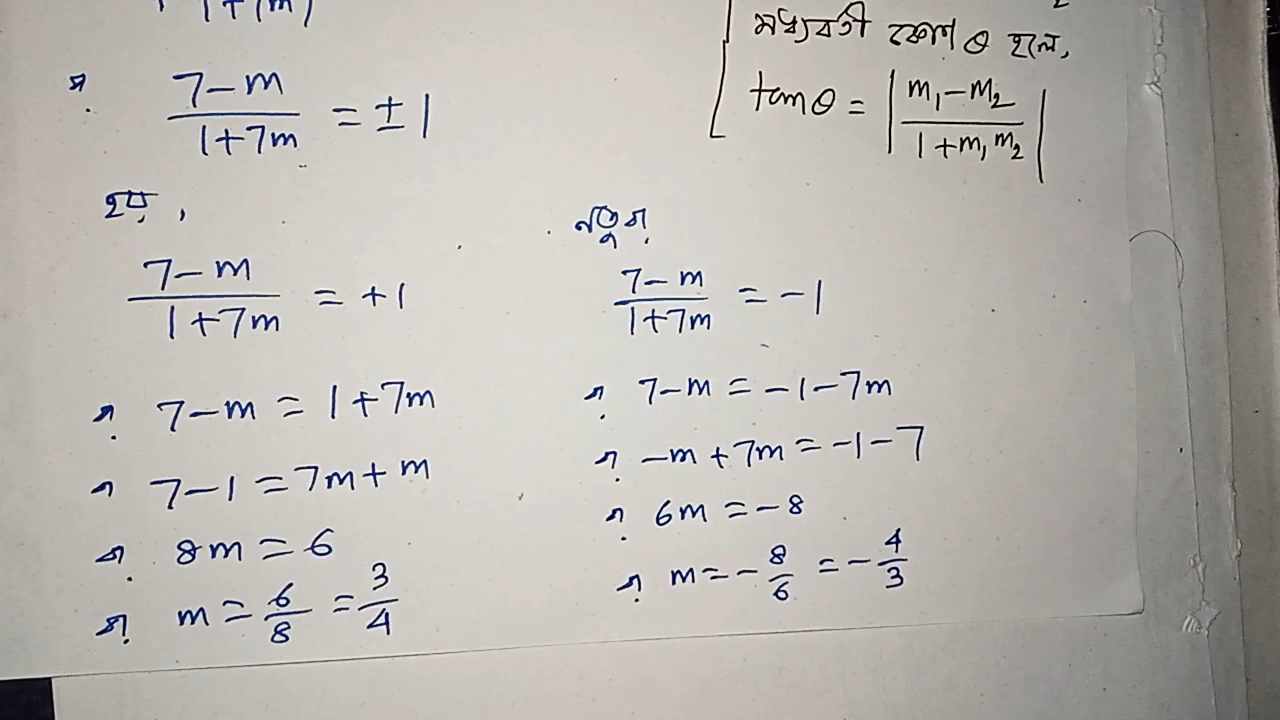 1+7m
মধ্যবর্তী কোণ θ হলে,
tanθ = |(m₁-m₂)/(1+m₁m₂)|
বা, (7-m)/(1+7m) = ±1
হয়,
(7-m)/(1+7m) = +1
বা, 7-m = 1+7m
বা, 7-1 = 7m+m
বা, 8m = 6
বা, m = 6/8 = 3/4
নতুবা,
(7-m)/(1+7m) = -1
বা, 7-m = -1-7m
বা, -m+7m = -1-7
বা, 6m = -8
বা, m = -8/6 = -4/3